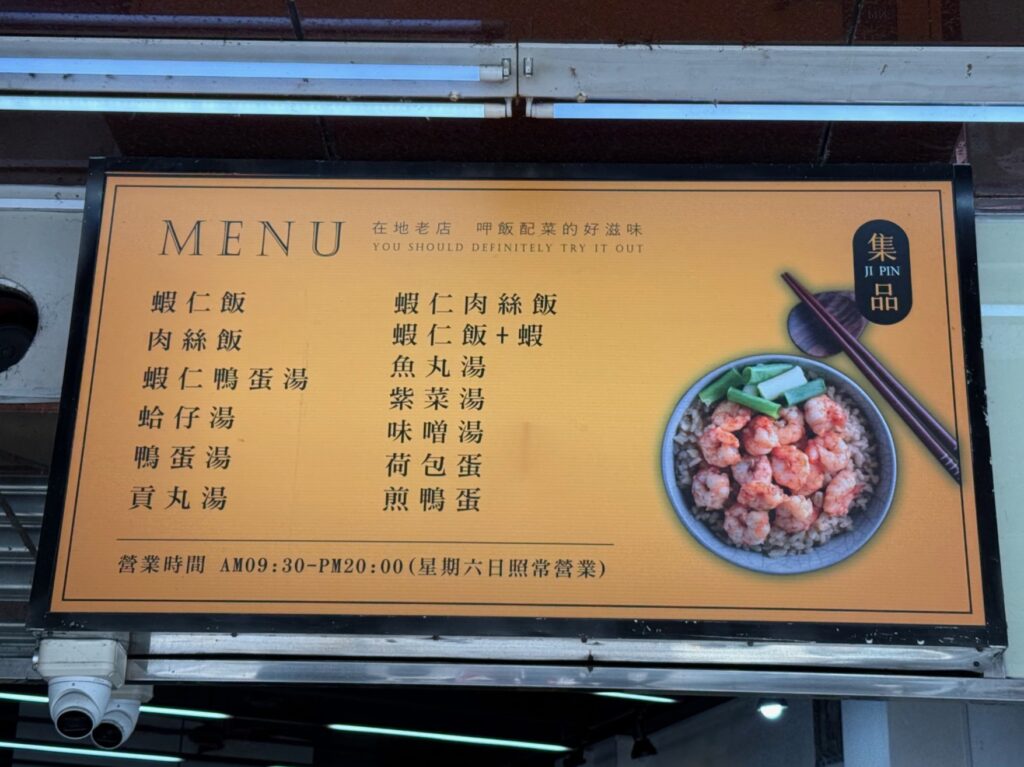 MENU
在地老店 呷飯配菜的好滋味
YOU SHOULD DEFINITELY TRY IT OUT
集
JI PIN
品
蝦仁飯
肉絲飯
蝦仁鴨蛋湯
蛤仔湯
鴨蛋湯
貢丸湯
蝦仁肉絲飯
蝦仁飯+蝦
魚丸湯
紫菜湯
味噌湯
荷包蛋
煎鴨蛋
營業時間 AM09:30-PM20:00(星期六日照常營業)